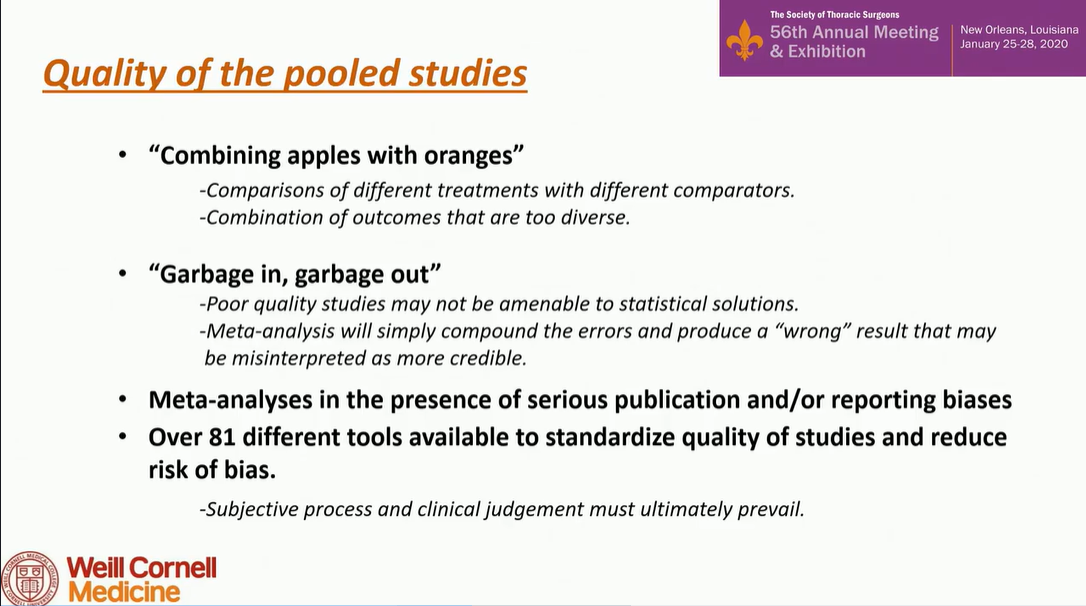 The Society of Thoracic Surgeons
56th Annual Meeting
& Exhibition
New Orleans, Louisiana
January 25-28, 2020
Quality of the pooled studies
• “Combining apples with oranges”
-Comparisons of different treatments with different comparators.
-Combination of outcomes that are too diverse.
• “Garbage in, garbage out”
-Poor quality studies may not be amenable to statistical solutions.
-Meta-analysis will simply compound the errors and produce a “wrong” result that may
be misinterpreted as more credible.
• Meta-analyses in the presence of serious publication and/or reporting biases
• Over 81 different tools available to standardize quality of studies and reduce
risk of bias.
-Subjective process and clinical judgement must ultimately prevail.
Weill Cornell
Medicine